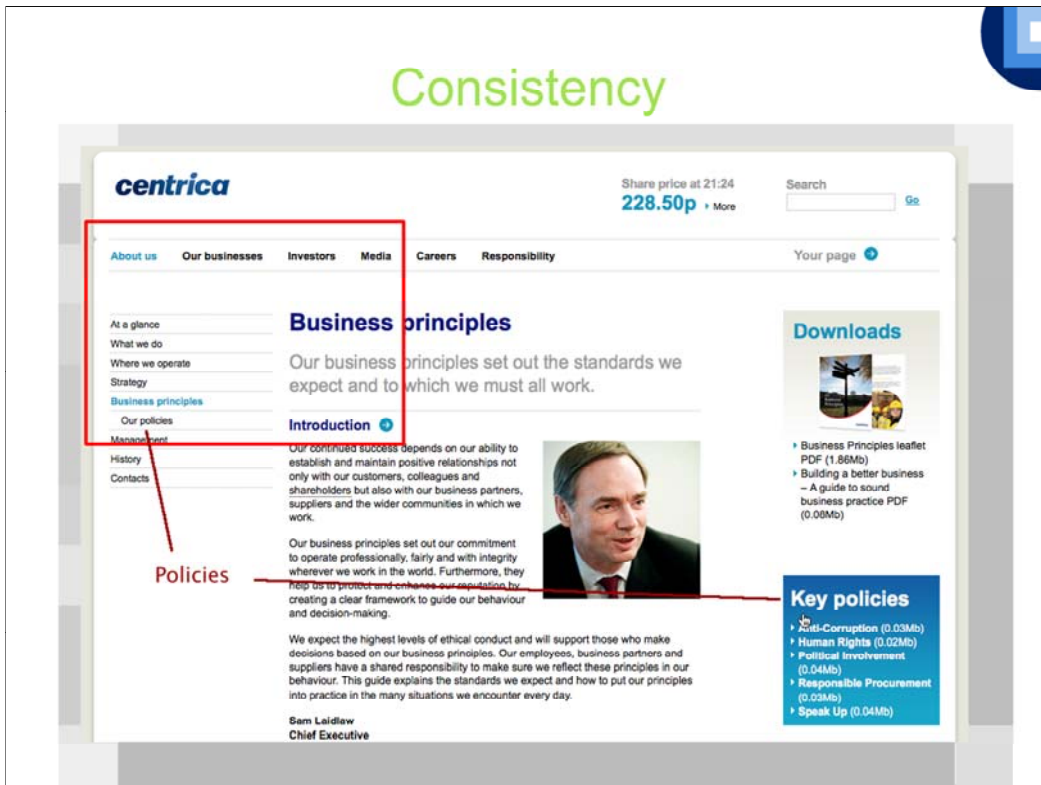 Consistency
centrica
Share price at 21:24
228.50p More
Search
Go
About us Our businesses Investors Media Careers Responsibility
Your page
At a glance
What we do
Where we operate
Strategy
Business principles
Our policies
Management
History
Contacts
Business principles
Our business principles set out the standards we
expect and to which we must all work.
Introduction
Our continued success depends on our ability to
establish and maintain positive relationships not
only with our customers, colleagues and
shareholders but also with our business partners,
suppliers and the wider communities in which we
work.
Our business principles set out our commitment
to operate professionally, fairly and with integrity
wherever we work in the world. Furthermore, they
help us to protect and enhance our reputation by
creating a clear framework to guide our behaviour
and decision-making.
We expect the highest levels of ethical conduct and will support those who make
decisions based on our business principles. Our employees, business partners and
suppliers have a shared responsibility to make sure we reflect these principles in our
behaviour. This guide explains the standards we expect and how to put our principles
into practice in the many situations we encounter every day.
Sam Laidlaw
Chief Executive
Downloads
Business Principles leaflet
PDF (1.86Mb)
Building a better business
– A guide to sound
business practice PDF
(0.08Mb)
Policies
Key policies
Anti-Corruption (0.03Mb)
Human Rights (0.02Mb)
Political Involvement
(0.04Mb)
Responsible Procurement
(0.03Mb)
Speak Up (0.04Mb)